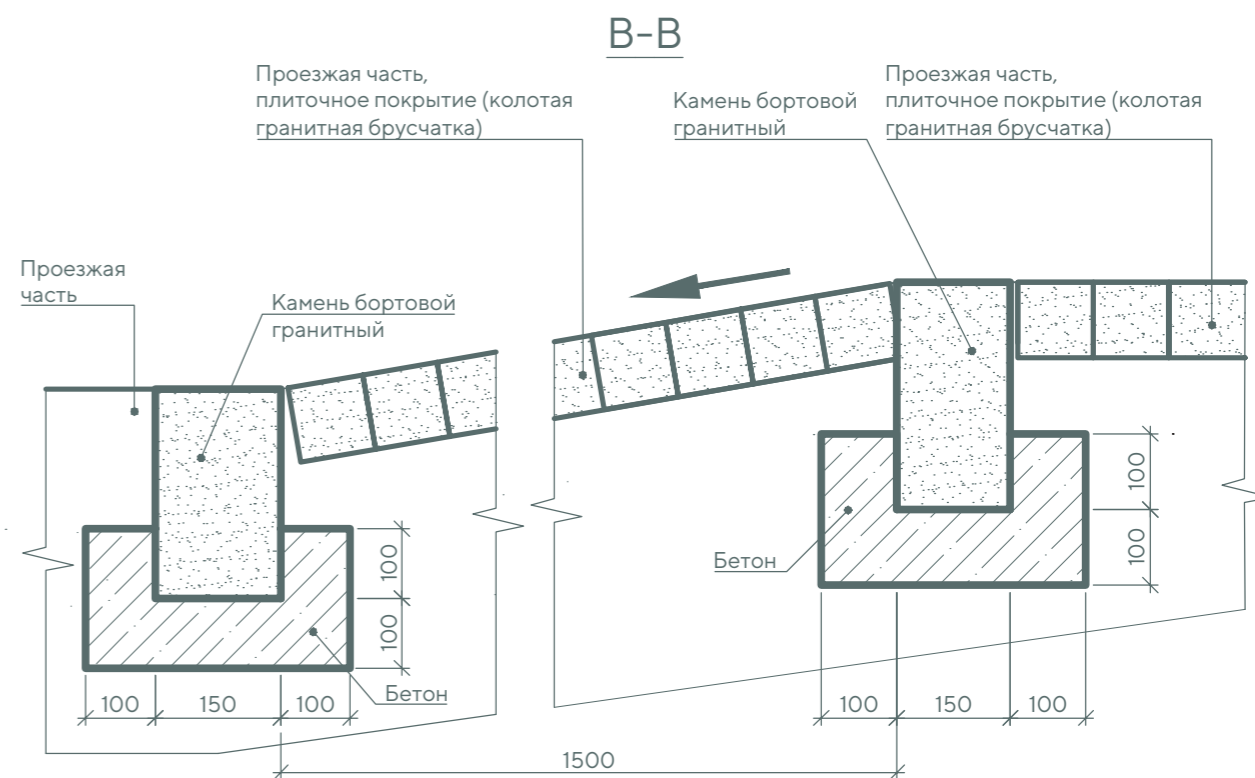 В-В
Проезжая часть,
плиточное покрытие (колотая
гранитная брусчатка)
Камень бортовой
гранитный
Проезжая часть,
плиточное покрытие (колотая
гранитная брусчатка)
Проезжая
часть
Камень бортовой
гранитный
100
100
Бетон
100
100
Бетон
100
150
100
100
150
100
1500